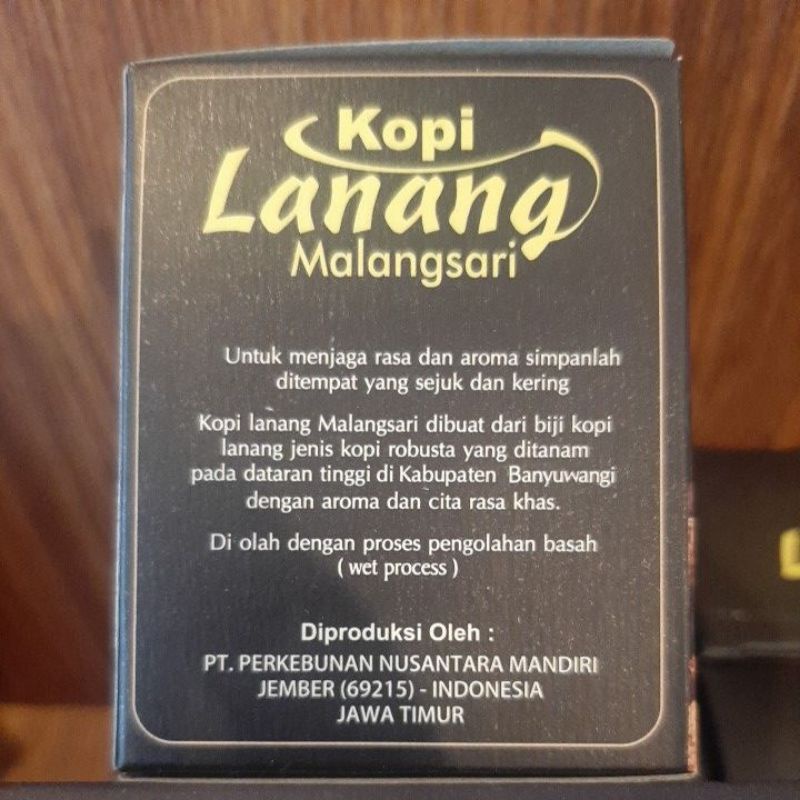 Kopi
Lanang
Malangsari
Untuk menjaga rasa dan aroma simpanlah
ditempat yang sejuk dan kering
Kopi lanang Malangsari dibuat dari biji kopi
lanang jenis kopi robusta yang ditanam
pada dataran tinggi di Kabupaten Banyuwangi
dengan aroma dan cita rasa khas.
Di olah dengan proses pengolahan basah
( wet process )
Diproduksi Oleh :
PT. PERKEBUNAN NUSANTARA MANDIRI
JEMBER (69215) - INDONESIA
JAWA TIMUR